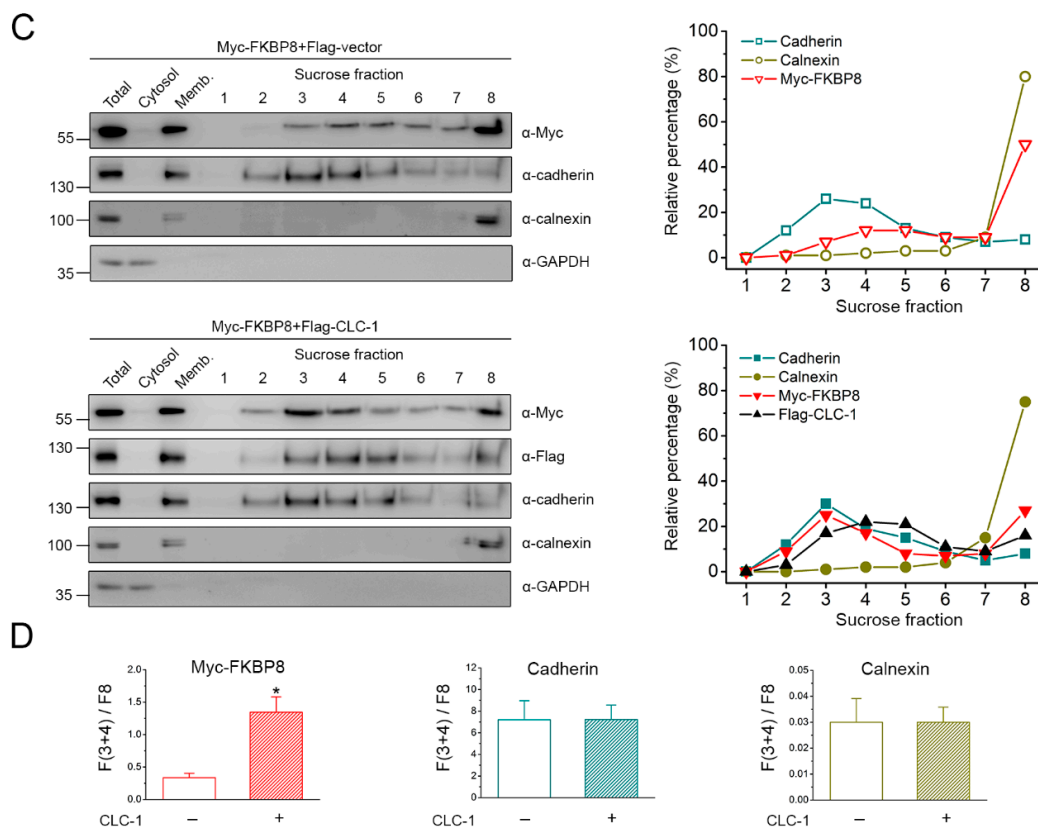 C
Myc-FKBP8+Flag-vector
Sucrose fraction
Total Cytosol Memb. 1 2 3 4 5 6 7 8
55 α-Myc
130 α-cadherin
100 α-calnexin
35 α-GAPDH
Cadherin
Calnexin
Myc-FKBP8
Relative percentage (%)
100
80
60
40
20
0
1 2 3 4 5 6 7 8
Sucrose fraction
Myc-FKBP8+Flag-CLC-1
Sucrose fraction
Total Cytosol Memb. 1 2 3 4 5 6 7 8
55 α-Myc
130 α-Flag
130 α-cadherin
100 α-calnexin
35 α-GAPDH
Cadherin
Calnexin
Myc-FKBP8
Flag-CLC-1
Relative percentage (%)
100
80
60
40
20
0
1 2 3 4 5 6 7 8
Sucrose fraction
D
Myc-FKBP8
F(3+4) / F8
2.0
1.5
1.0
0.5
0.0
*
CLC-1 – +
Cadherin
F(3+4) / F8
12
10
8
6
4
2
0
CLC-1 – +
Calnexin
F(3+4) / F8
0.05
0.04
0.03
0.02
0.01
0.00
CLC-1 – +